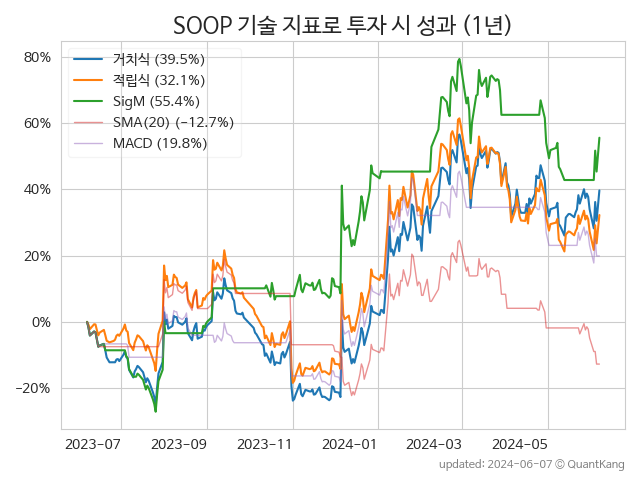 SOOP 기술 지표로 투자 시 성과 (1년)
거치식 (39.5%)
적립식 (32.1%)
SigM (55.4%)
SMA(20) (−12.7%)
MACD (19.8%)
80%
60%
40%
20%
0%
−20%
2023-07 2023-09 2023-11 2024-01 2024-03 2024-05
updated: 2024-06-07 © QuantKang